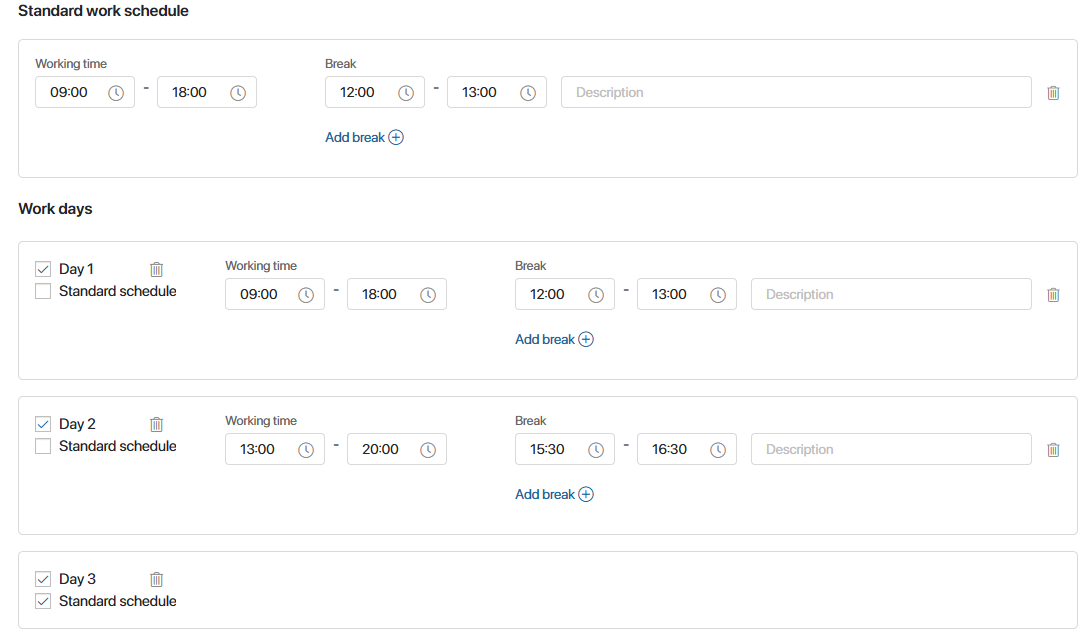 Standard work schedule
Working time Break
09:00 - 18:00 12:00 - 13:00 Description
Add break
Work days
Day 1 Working time Break
Standard schedule 09:00 - 18:00 12:00 - 13:00 Description
Add break
Day 2 Working time Break
Standard schedule 13:00 - 20:00 15:30 - 16:30 Description
Add break
Day 3
Standard schedule